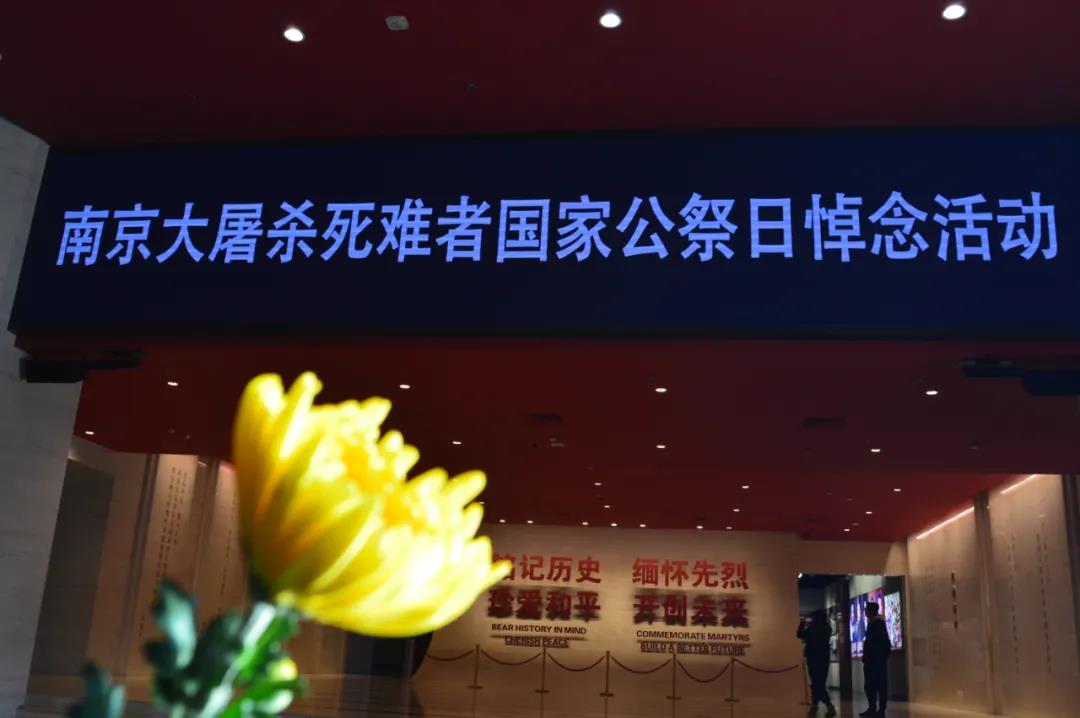 南京大屠杀死难者国家公祭日悼念活动
铭记历史 缅怀先烈
珍爱和平 开创未来
BEAR HISTORY IN MIND
CHERISH PEACE
COMMEMORATE MARTYRS
BUILD A BETTER FUTURE